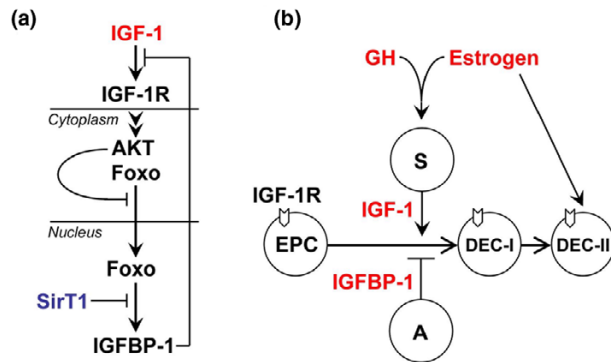 (a)
IGF-1
IGF-1R
Cytoplasm
AKT
Foxo
Nucleus
Foxo
SirT1
IGFBP-1
(b)
GH Estrogen
S
IGF-1R
IGF-1
EPC DEC-I DEC-II
IGFBP-1
A